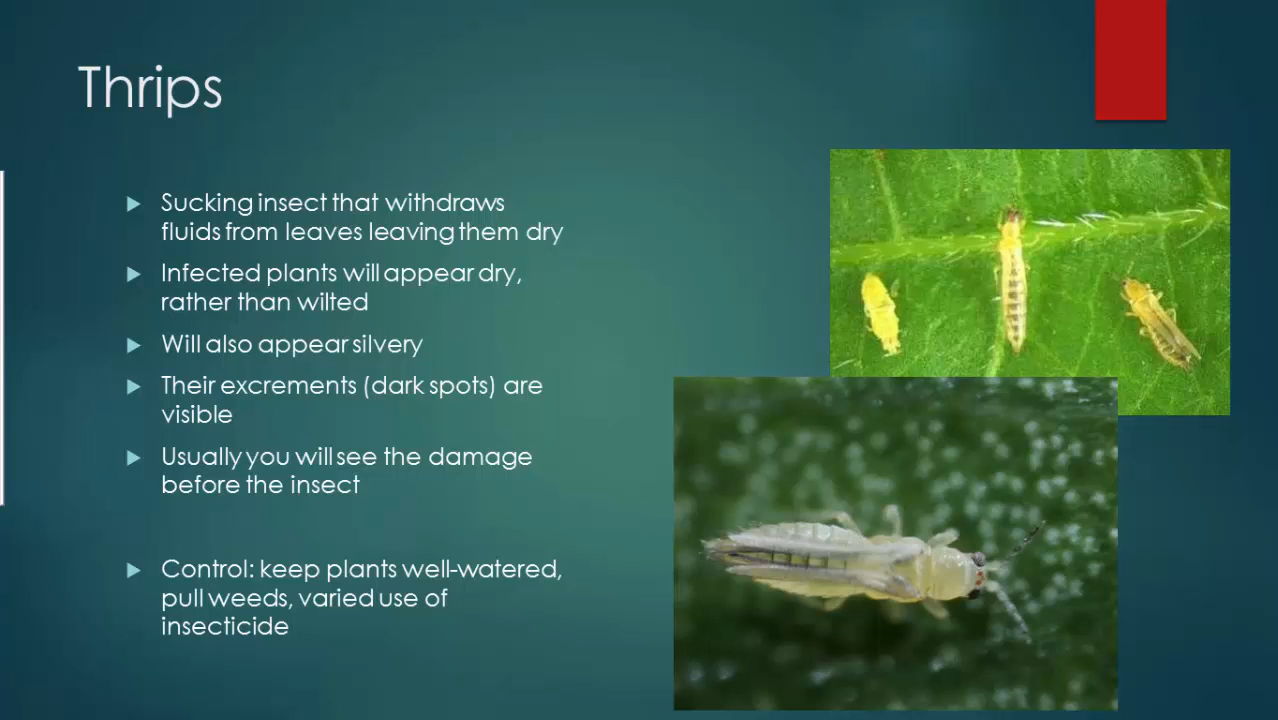 Thrips
Sucking insect that withdraws
fluids from leaves leaving them dry
Infected plants will appear dry,
rather than wilted
Will also appear silvery
Their excrements (dark spots) are
visible
Usually you will see the damage
before the insect
Control: keep plants well-watered,
pull weeds, varied use of
insecticide